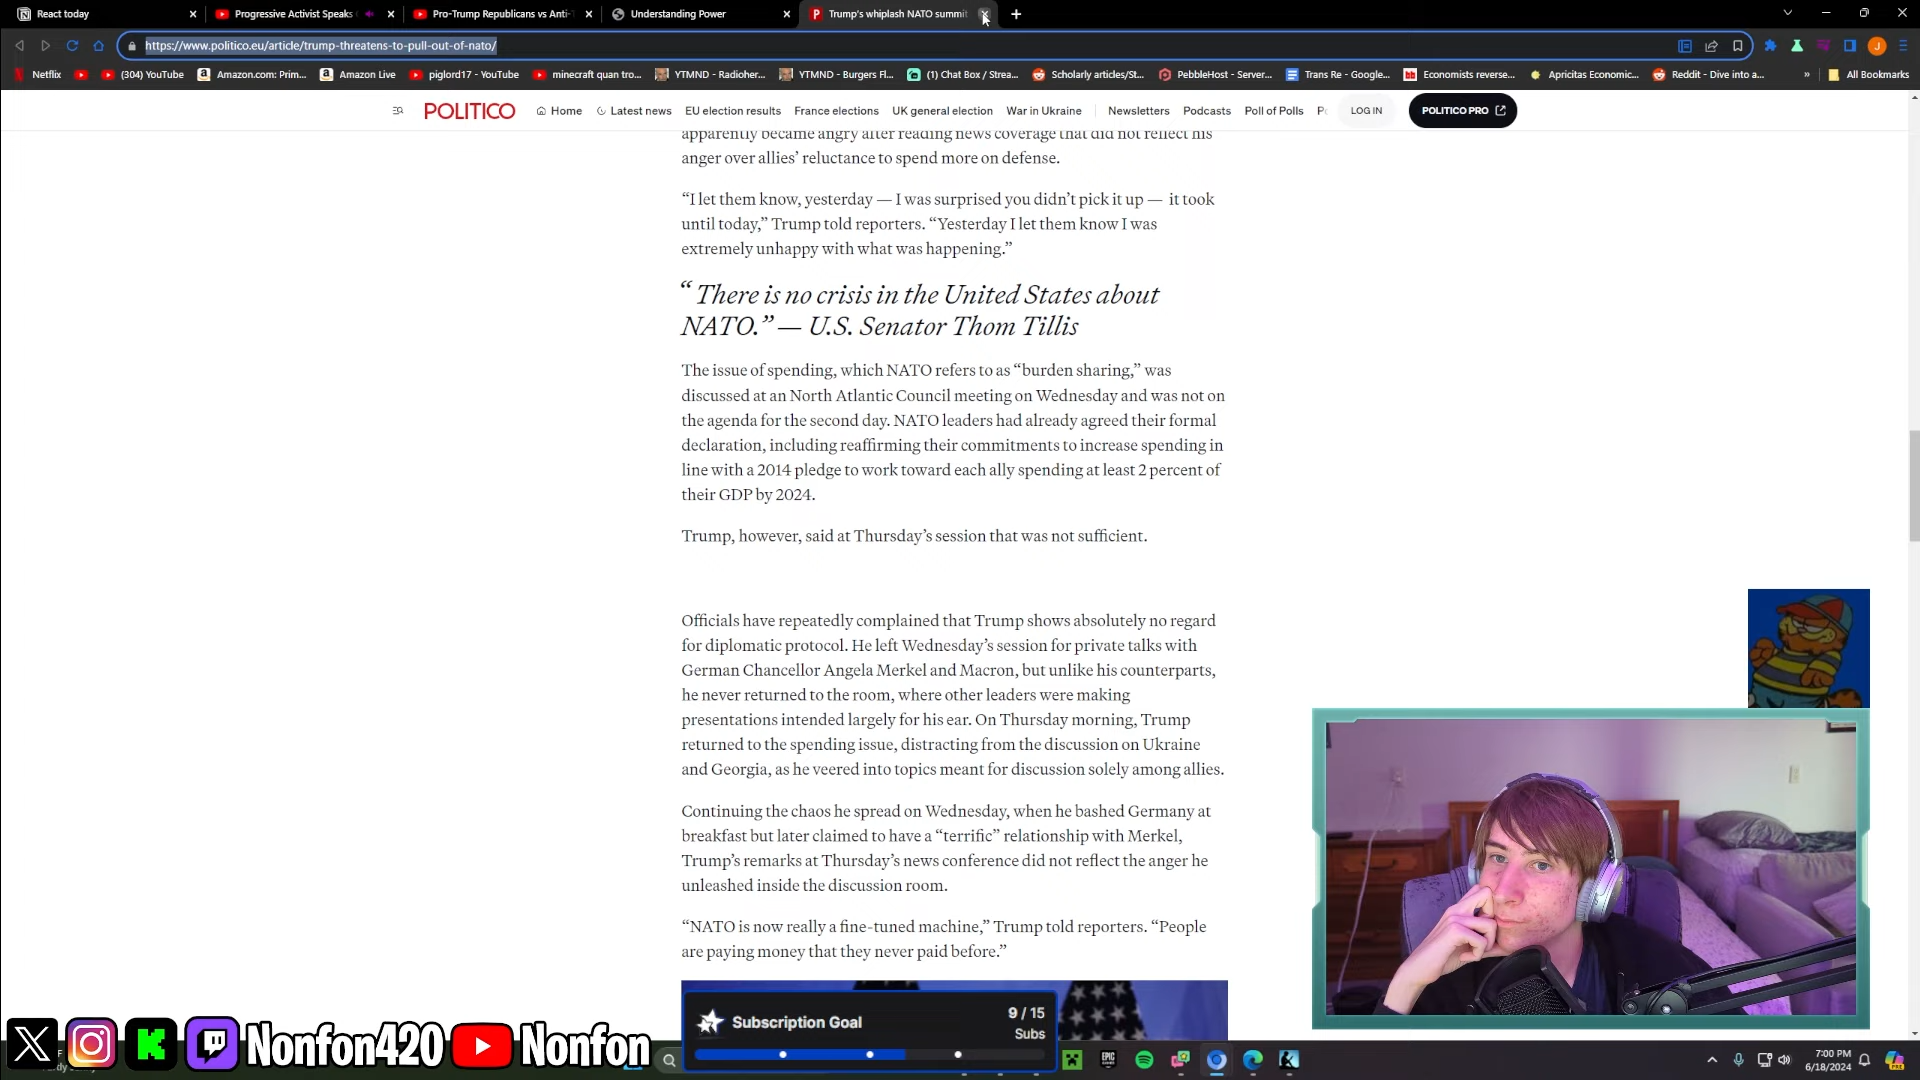 React today
Progressive Activist Speaks
Pro-Trump Republicans vs Anti-T
Understanding Power
Trump's whiplash NATO summit
https://www.politico.eu/article/trump-threatens-to-pull-out-of-nato/
Netflix
(304) YouTube
Amazon.com: Prim...
Amazon Live
piglord17 - YouTube
minecraft quan tro...
YTMND - Radioher...
YTMND - Burgers Fl...
(1) Chat Box / Strea...
Scholarly articles/St...
PebbleHost - Server...
Trans Re - Google...
Economists reverse...
Apricitas Economic...
Reddit - Dive into a...
All Bookmarks
POLITICO
Home
Latest news
EU election results
France elections
UK general election
War in Ukraine
Newsletters
Podcasts
Poll of Polls
LOG IN
POLITICO PRO
apparently became angry after reading news coverage that did not reflect his
anger over allies' reluctance to spend more on defense.
“I let them know, yesterday — I was surprised you didn't pick it up — it took
until today,” Trump told reporters. “Yesterday I let them know I was
extremely unhappy with what was happening.”
“ There is no crisis in the United States about
NATO.” — U.S. Senator Thom Tillis
The issue of spending, which NATO refers to as “burden sharing,” was
discussed at an North Atlantic Council meeting on Wednesday and was not on
the agenda for the second day. NATO leaders had already agreed their formal
declaration, including reaffirming their commitments to increase spending in
line with a 2014 pledge to work toward each ally spending at least 2 percent of
their GDP by 2024.
Trump, however, said at Thursday's session that was not sufficient.
Officials have repeatedly complained that Trump shows absolutely no regard
for diplomatic protocol. He left Wednesday's session for private talks with
German Chancellor Angela Merkel and Macron, but unlike his counterparts,
he never returned to the room, where other leaders were making
presentations intended largely for his ear. On Thursday morning, Trump
returned to the spending issue, distracting from the discussion on Ukraine
and Georgia, as he veered into topics meant for discussion solely among allies.
Continuing the chaos he spread on Wednesday, when he bashed Germany at
breakfast but later claimed to have a “terrific” relationship with Merkel,
Trump's remarks at Thursday's news conference did not reflect the anger he
unleashed inside the discussion room.
“NATO is now really a fine-tuned machine,” Trump told reporters. “People
are paying money that they never paid before.”
Subscription Goal
9 / 15
Subs
Nonfon420
Nonfon
EPIC
7:00 PM
6/18/2024